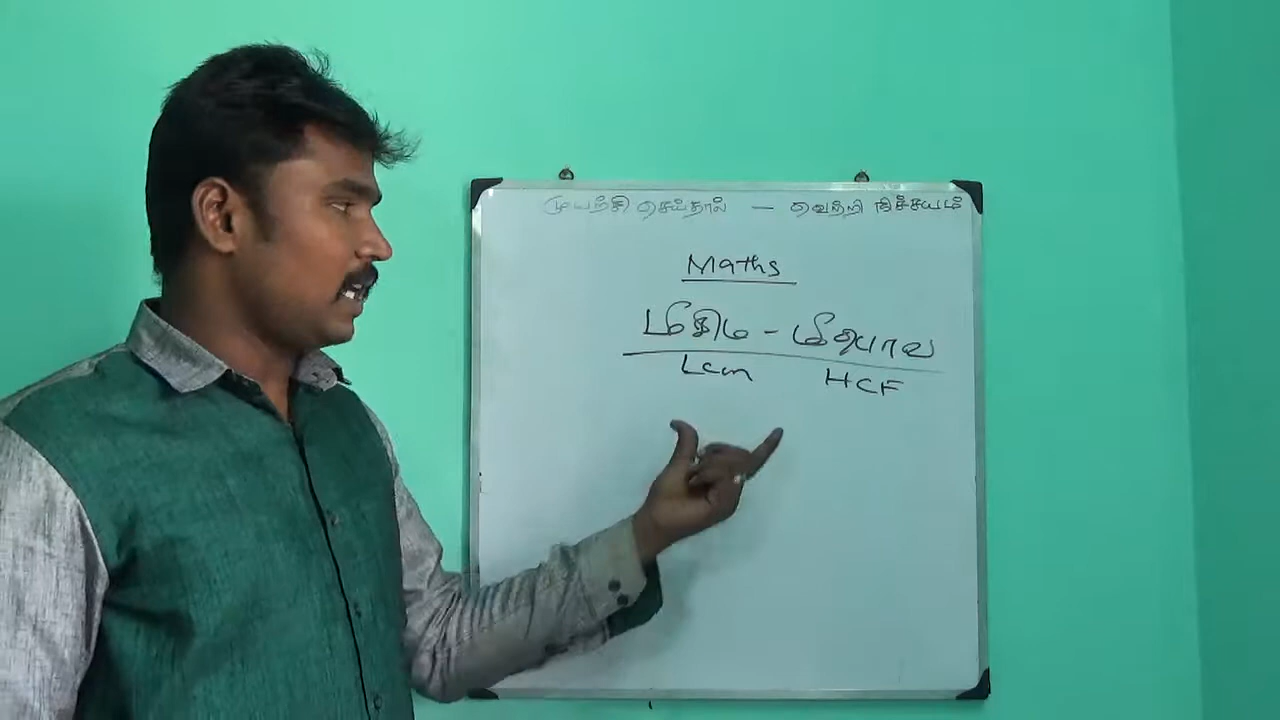 முயற்சி செய்தால் — வெற்றி நிச்சயம்
Maths
மீசிம - மீபொவ
Lcm HCF